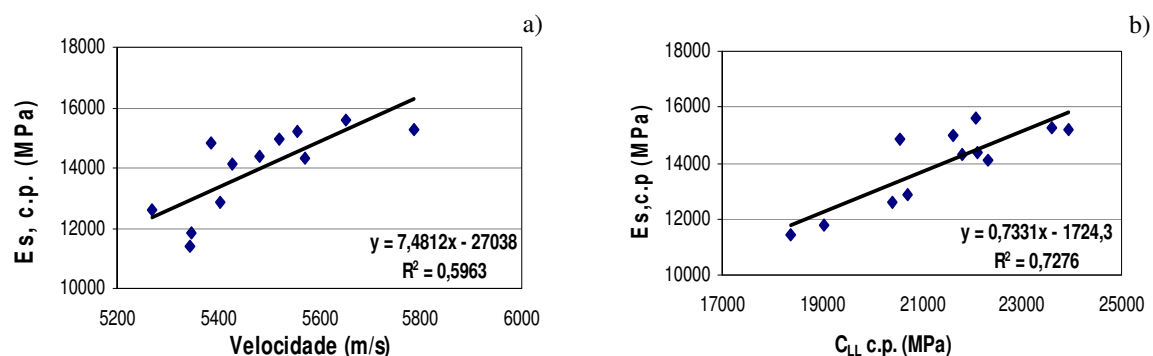 a)
18000
16000
14000
12000
10000
Es, c.p. (MPa)
y = 7,4812x - 27038
R² = 0,5963
5200 5400 5600 5800 6000
Velocidade (m/s)
b)
18000
16000
14000
12000
10000
Es,c.p (MPa)
y = 0,7331x - 1724,3
R² = 0,7276
17000 19000 21000 23000 25000
C_LL c.p. (MPa)